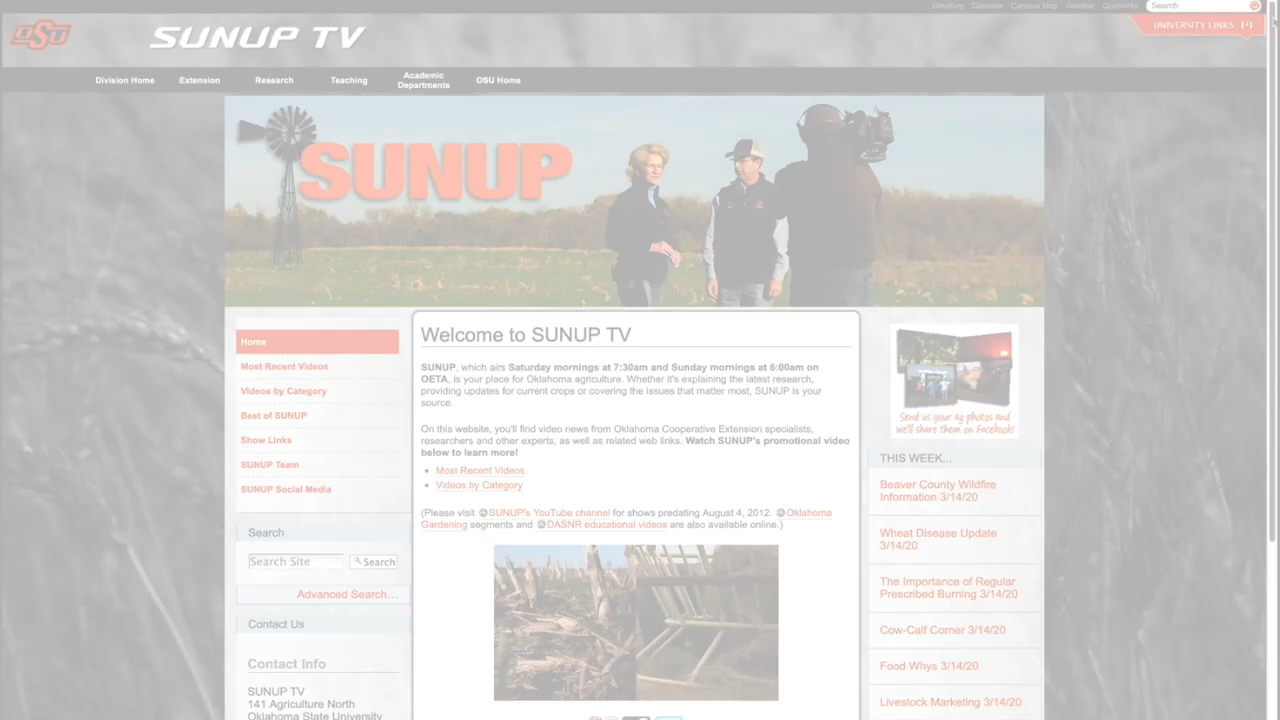 Directory Calendar Campus Map Weather Quicklinks Search
OSU
SUNUP TV
UNIVERSITY LINKS [+]
Division Home Extension Research Teaching Academic Departments OSU Home
SUNUP
Home
Most Recent Videos
Videos by Category
Best of SUNUP
Show Links
SUNUP Team
SUNUP Social Media
Search
Search Site Search
Advanced Search...
Contact Us
Contact Info
SUNUP TV
141 Agriculture North
Oklahoma State University
Welcome to SUNUP TV
SUNUP, which airs Saturday mornings at 7:30am and Sunday mornings at 6:00am on
OETA, is your place for Oklahoma agriculture. Whether it's explaining the latest research,
providing updates for current crops or covering the issues that matter most, SUNUP is your
source.
On this website, you'll find video news from Oklahoma Cooperative Extension specialists,
researchers and other experts, as well as related web links. Watch SUNUP's promotional video
below to learn more!
• Most Recent Videos
• Videos by Category
(Please visit SUNUP's YouTube channel for shows predating August 4, 2012. Oklahoma
Gardening segments and DASNR educational videos are also available online.)
Send us your ag photos and
we'll share them on Facebook!
THIS WEEK...
Beaver County Wildfire
Information 3/14/20
Wheat Disease Update
3/14/20
The Importance of Regular
Prescribed Burning 3/14/20
Cow-Calf Corner 3/14/20
Food Whys 3/14/20
Livestock Marketing 3/14/20